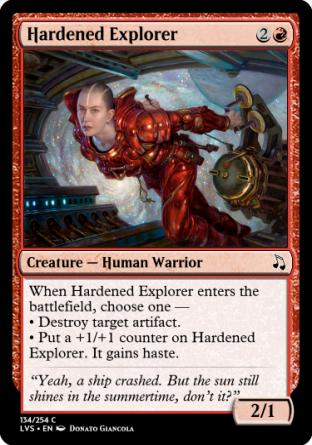 Hardened Explorer 2
Creature — Human Warrior
When Hardened Explorer enters the
battlefield, choose one —
• Destroy target artifact.
• Put a +1/+1 counter on Hardened
Explorer. It gains haste.
"Yeah, a ship crashed. But the sun still
shines in the summertime, don't it?"
2/1
134/254 C
LVS • EN Donato Giancola